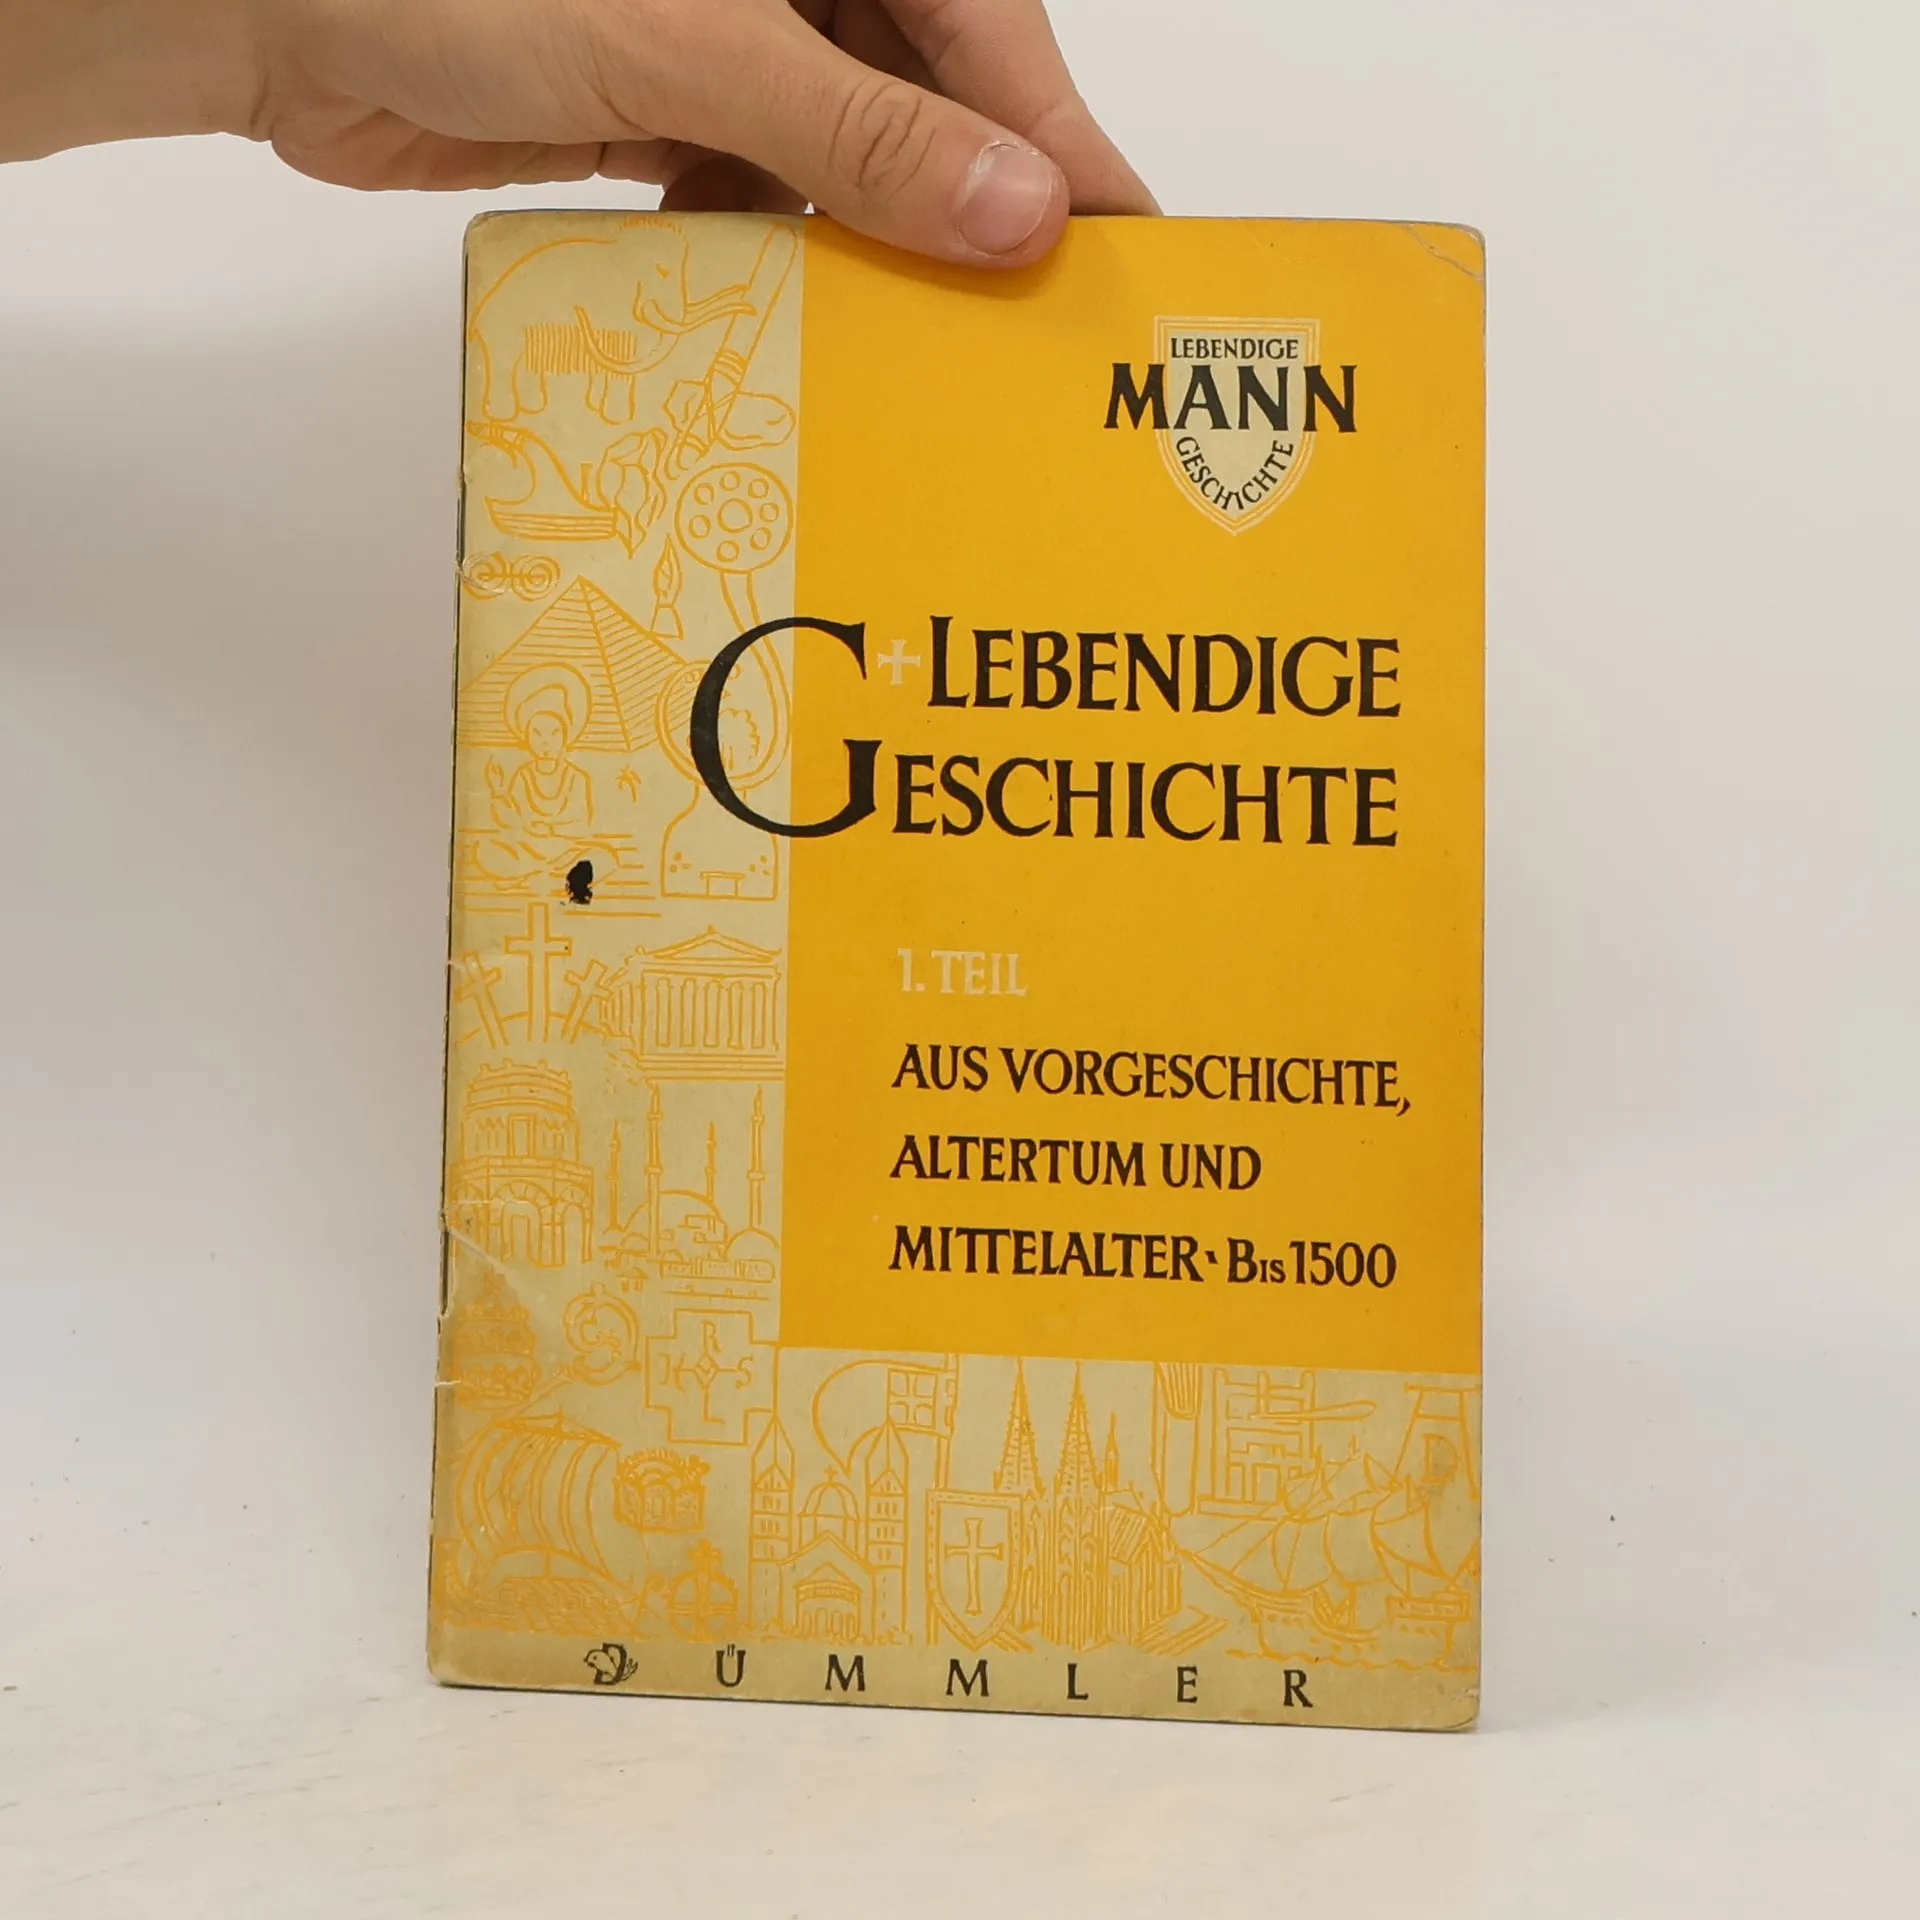 LEBENDIGE
MANN
GESCHICHTE
LEBENDIGE
GESCHICHTE
1. TEIL
AUS VORGESCHICHTE,
ALTERTUM UND
MITTELALTER · BIS 1500
R
S
L
DÜMMLER